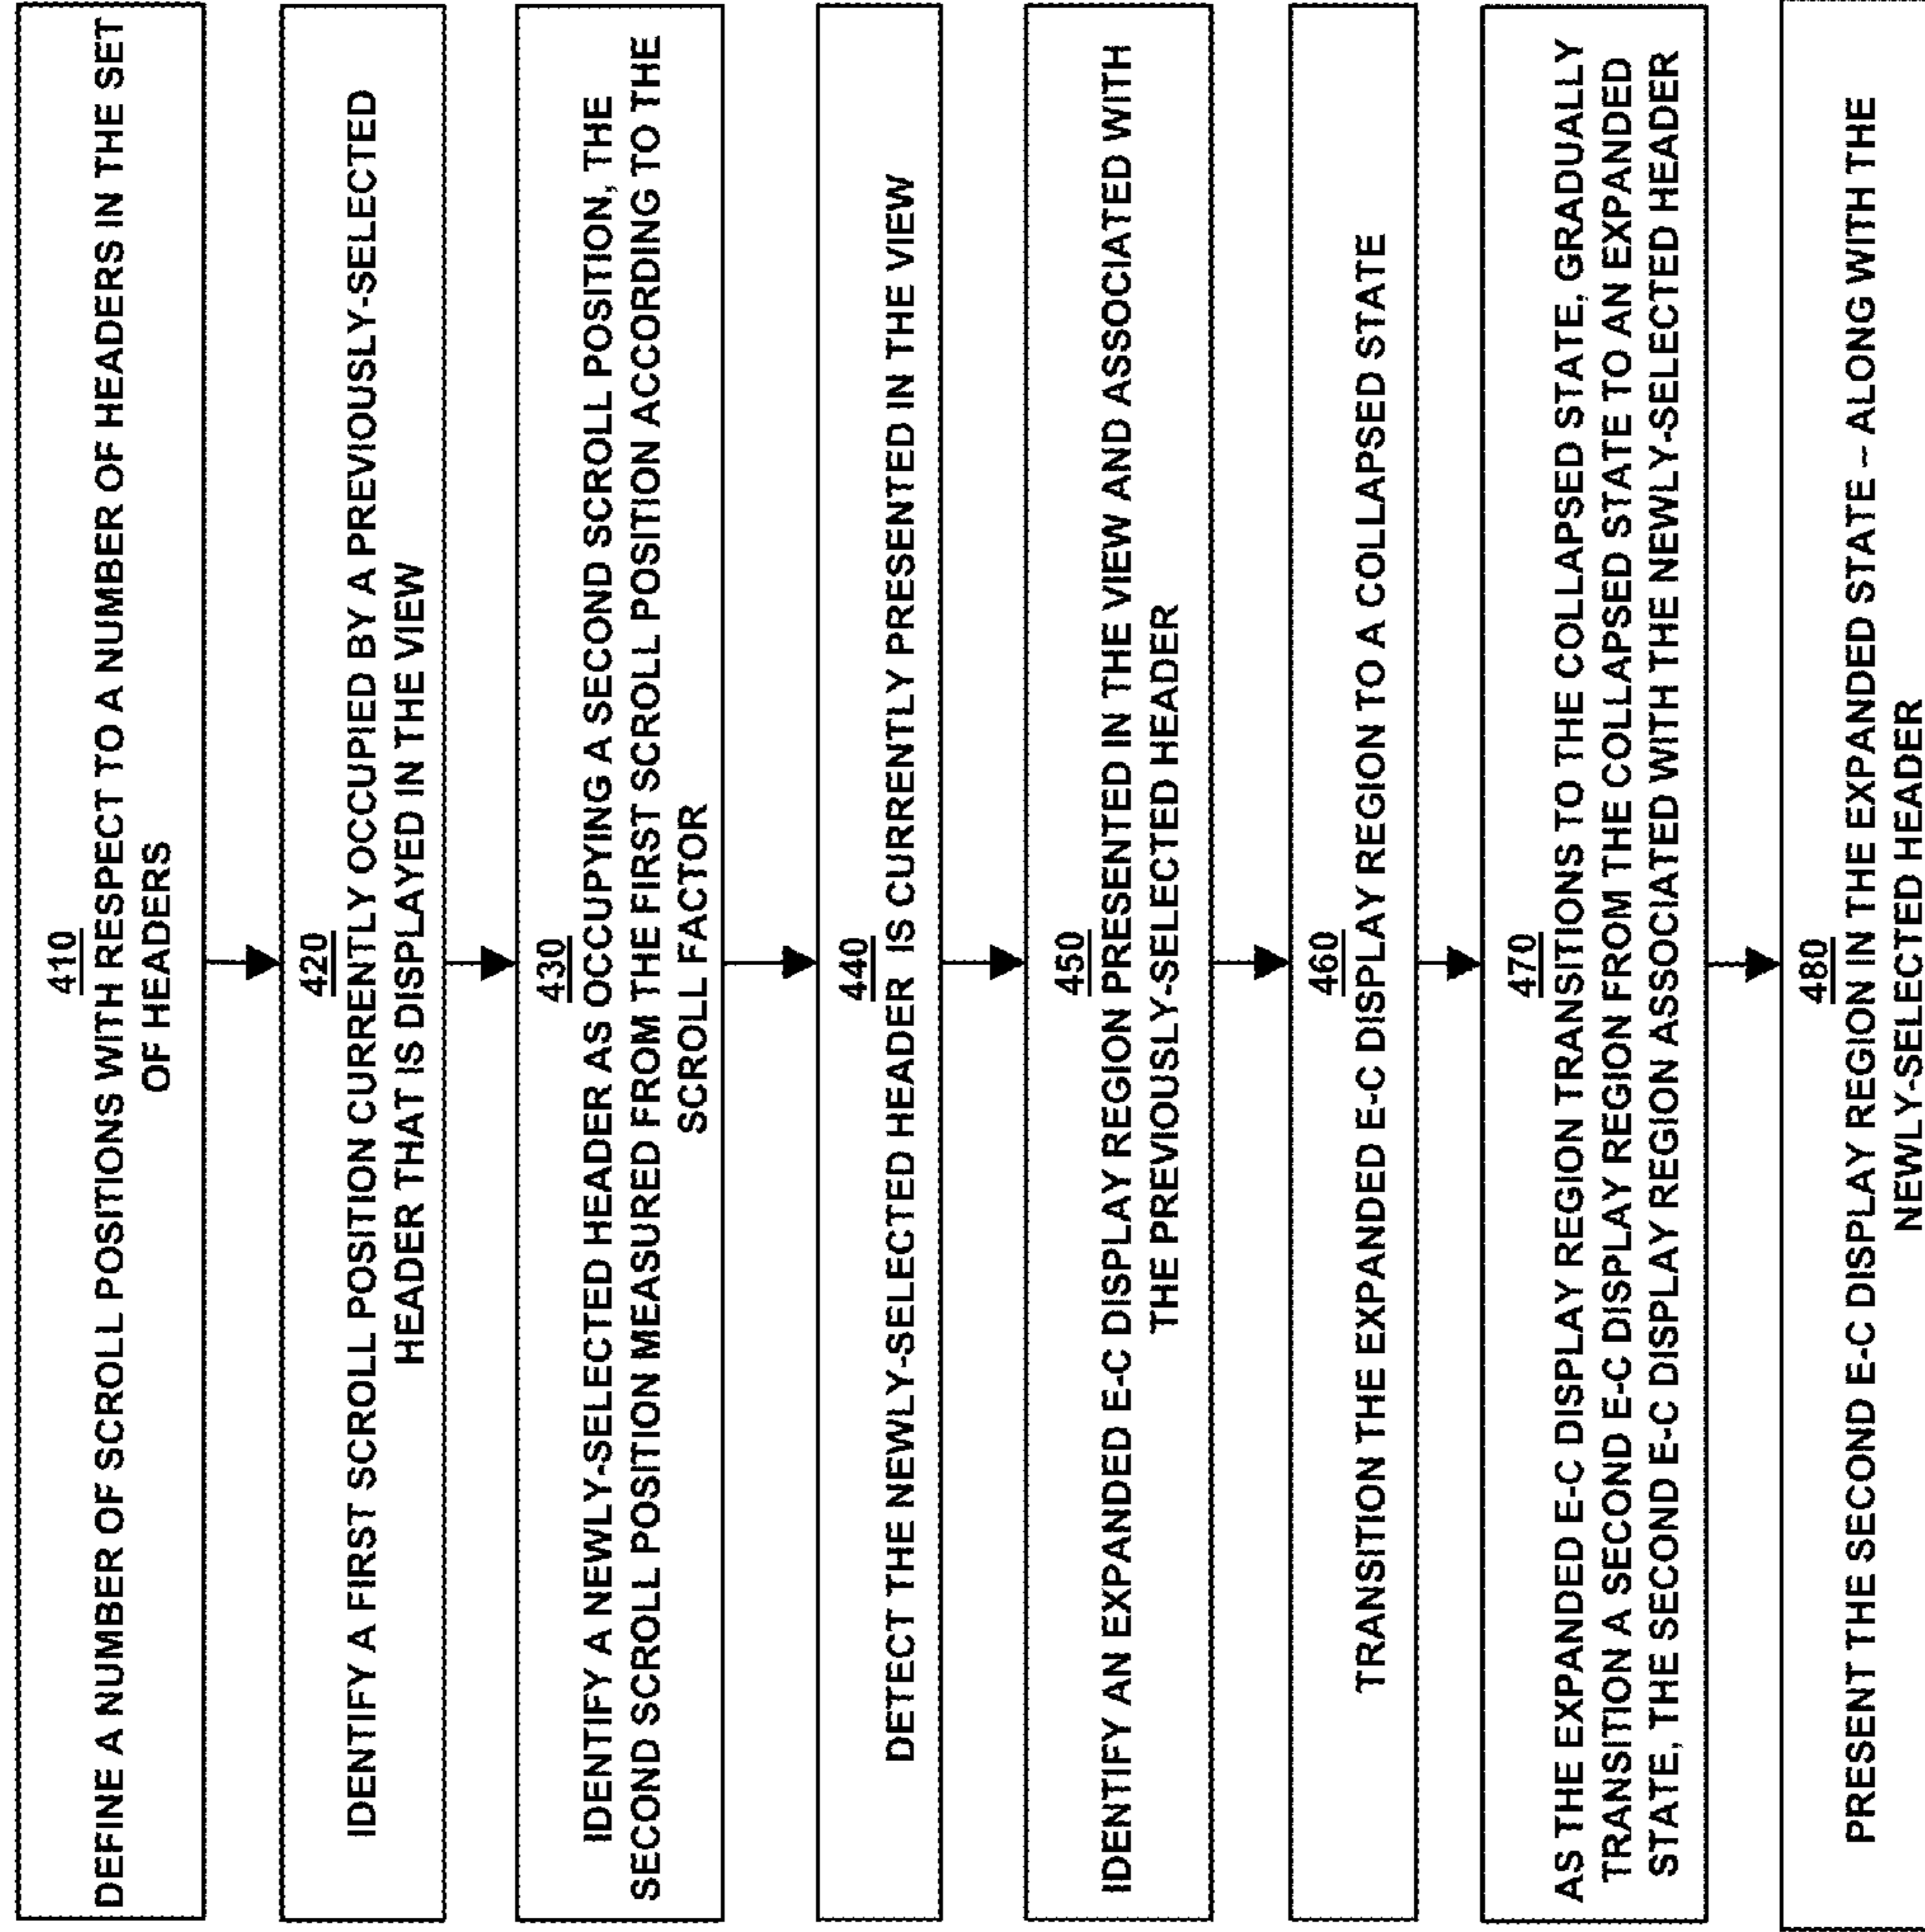 410
DEFINE A NUMBER OF SCROLL POSITIONS WITH RESPECT TO A NUMBER OF HEADERS IN THE SET
OF HEADERS
420
IDENTIFY A FIRST SCROLL POSITION CURRENTLY OCCUPIED BY A PREVIOUSLY-SELECTED
HEADER THAT IS DISPLAYED IN THE VIEW
430
IDENTIFY A NEWLY-SELECTED HEADER AS OCCUPYING A SECOND SCROLL POSITION, THE
SECOND SCROLL POSITION MEASURED FROM THE FIRST SCROLL POSITION ACCORDING TO THE
SCROLL FACTOR
440
DETECT THE NEWLY-SELECTED HEADER IS CURRENTLY PRESENTED IN THE VIEW
450
IDENTIFY AN EXPANDED E-C DISPLAY REGION PRESENTED IN THE VIEW AND ASSOCIATED WITH
THE PREVIOUSLY-SELECTED HEADER
460
TRANSITION THE EXPANDED E-C DISPLAY REGION TO A COLLAPSED STATE
470
AS THE EXPANDED E-C DISPLAY REGION TRANSITIONS TO THE COLLAPSED STATE, GRADUALLY
TRANSITION A SECOND E-C DISPLAY REGION FROM THE COLLAPSED STATE TO AN EXPANDED
STATE, THE SECOND E-C DISPLAY REGION ASSOCIATED WITH THE NEWLY-SELECTED HEADER
480
PRESENT THE SECOND E-C DISPLAY REGION IN THE EXPANDED STATE – ALONG WITH THE
NEWLY-SELECTED HEADER